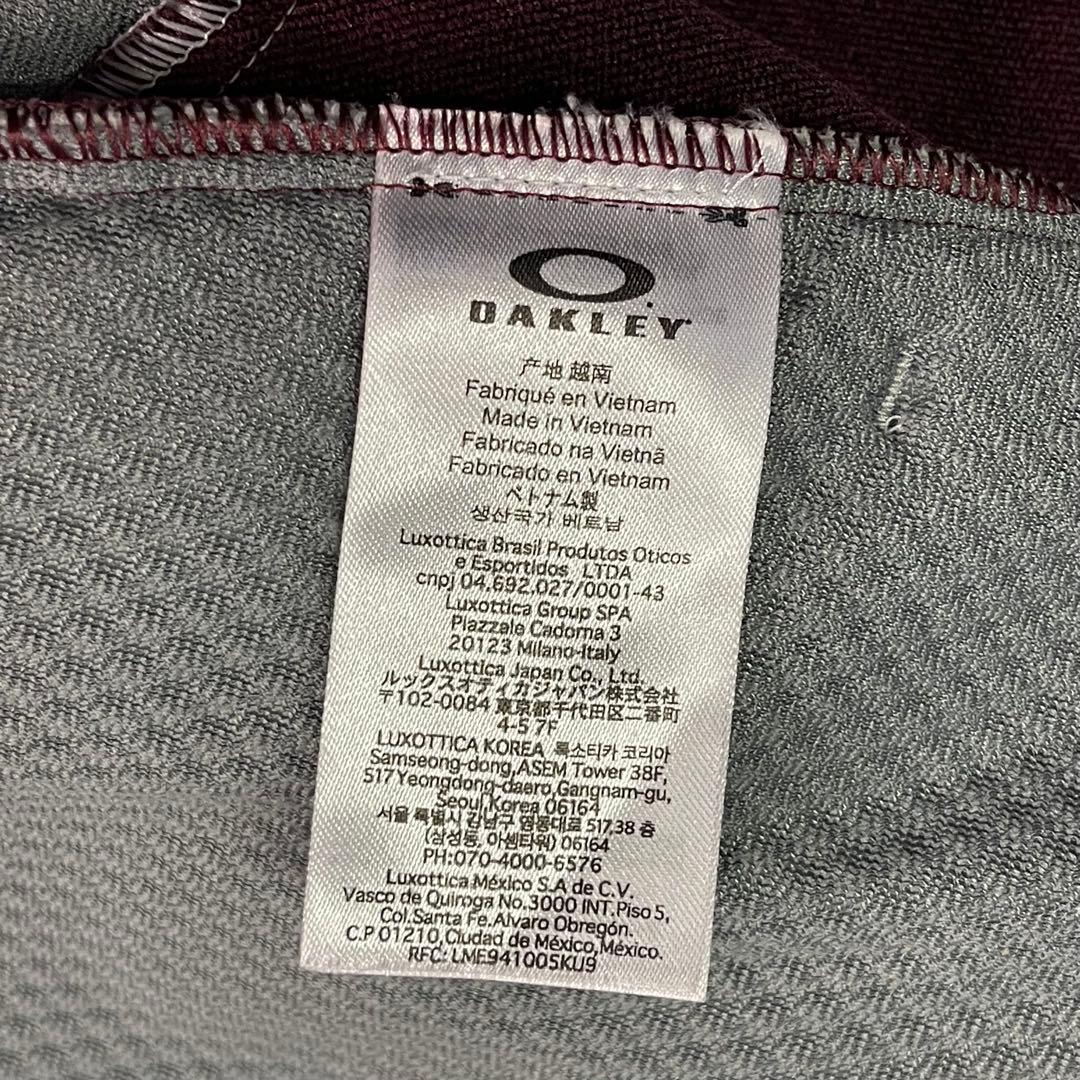 OAKLEY
产地 越南
Fabriqué en Vietnam
Made in Vietnam
Fabricado na Vietnã
Fabricado en Vietnam
ベトナム製
생산국가 베트남
Luxottica Brasil Produtos Oticos
e Esportidos LTDA
cnpj 04.692.027/0001-43
Luxottica Group SPA
Piazzale Cadorna 3
20123 Milano-Italy
Luxottica Japan Co., Ltd.
ルックスオティカジャパン株式会社
〒102-0084 東京都千代田区二番町
4-5 7F
LUXOTTICA KOREA 룩소티카 코리아
Samseong-dong,ASEM Tower 38F,
517 Yeongdong-daero,Gangnam-gu,
Seoul,Korea 06164
서울 특별시 강남구 영동대로 517,38 층
(삼성동, 아셈타워) 06164
PH:070-4000-6576
Luxottica México S.A de C.V.
Vasco de Quiroga No.3000 INT.Piso 5,
Col.Santa Fe.Alvaro Obregón.
C.P 01210,Ciudad de México,México.
RFC: LME941005KU9